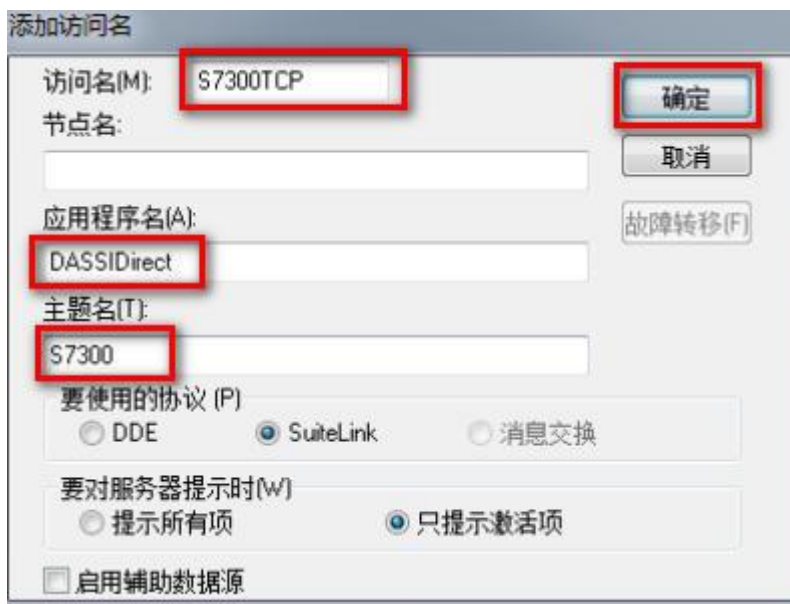 添加访问名
访问名(M): S7300TCP
确定
节点名:
取消
应用程序名(A):
故障转移(F)
DASSIDirect
主题名(T):
S7300
要使用的协议 (P)
DDE SuiteLink 消息交换
要对服务器提示时(W)
提示所有项 只提示激活项
启用辅助数据源